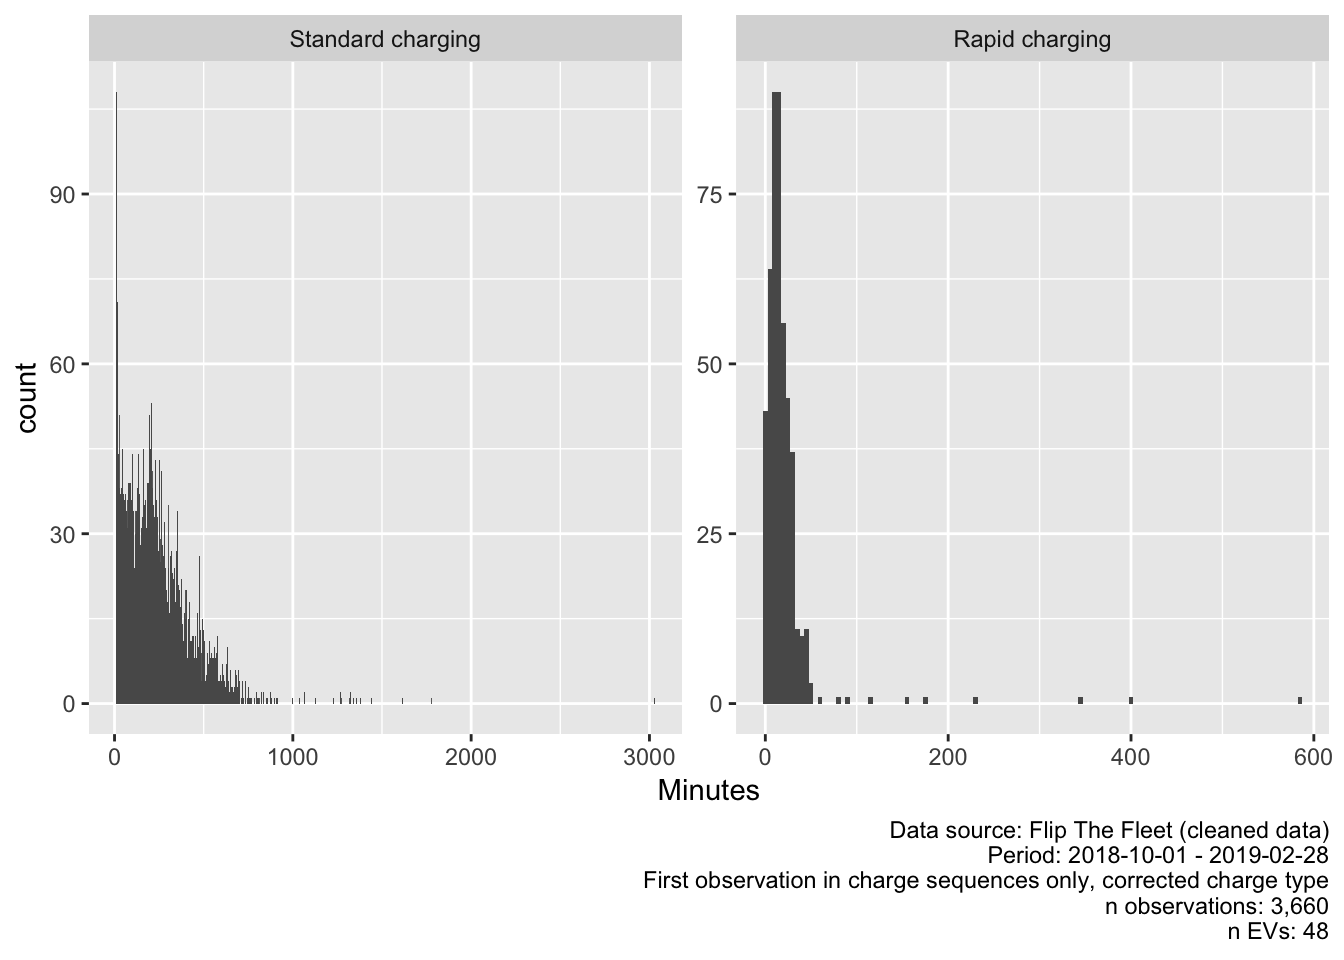 Standard charging
Rapid charging
count
90
60
30
0
75
50
25
0
0 1000 2000 3000
0 200 400 600
Minutes
Data source: Flip The Fleet (cleaned data)
Period: 2018-10-01 - 2019-02-28
First observation in charge sequences only, corrected charge type
n observations: 3,660
n EVs: 48